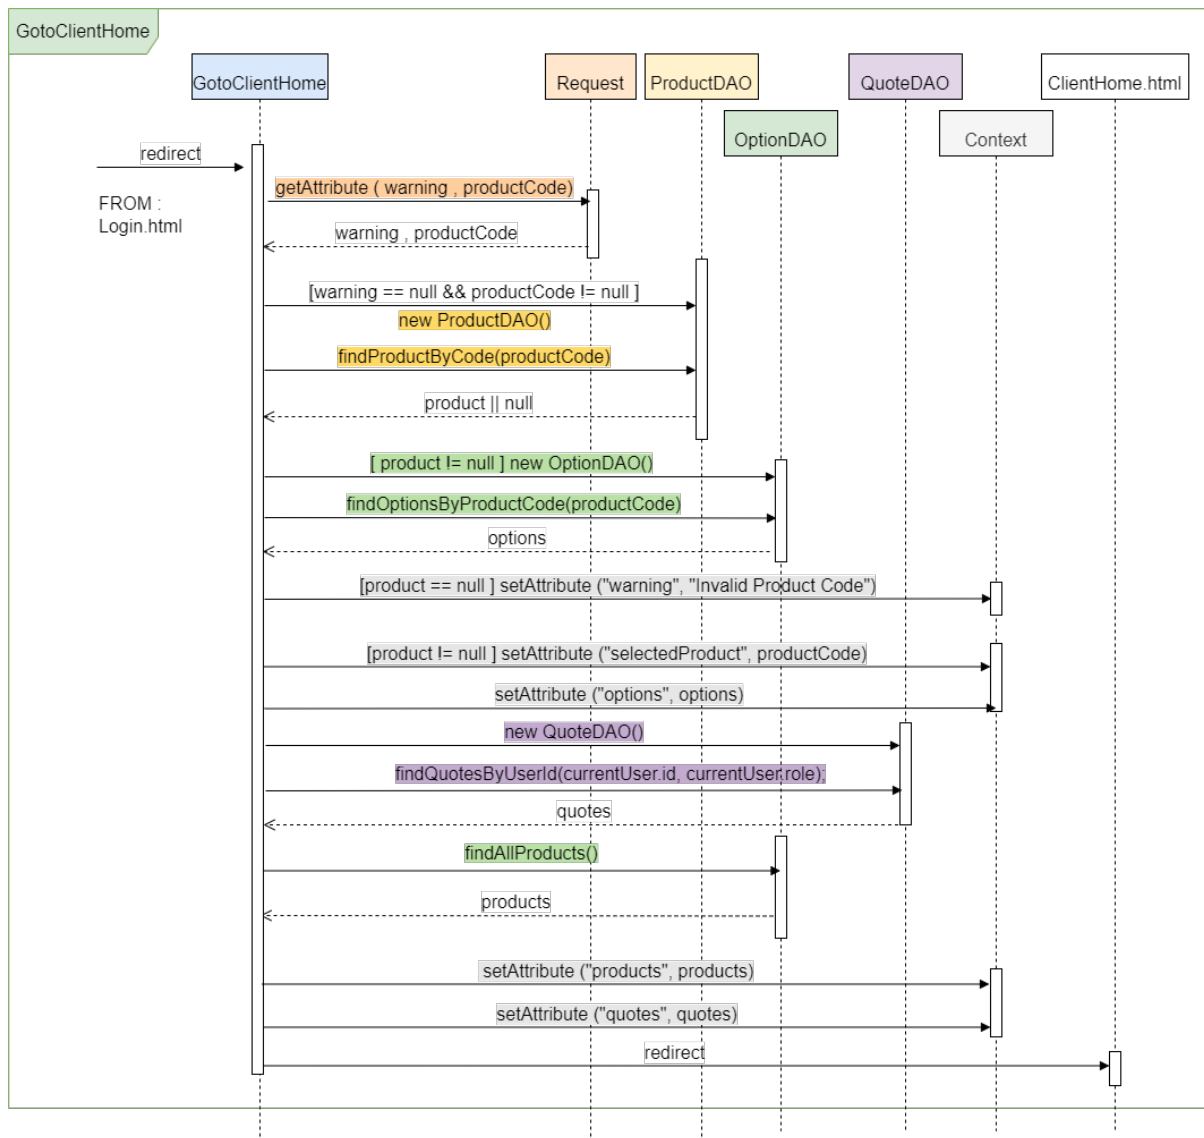 GotoClientHome
GotoClientHome
Request
ProductDAO
QuoteDAO
ClientHome.html
OptionDAO
Context
redirect
FROM :
Login.html
getAttribute ( warning , productCode)
warning , productCode
[warning == null && productCode != null ]
new ProductDAO()
findProductByCode(productCode)
product || null
[ product != null ] new OptionDAO()
findOptionsByProductCode(productCode)
options
[product == null ] setAttribute ("warning", "Invalid Product Code")
[product != null ] setAttribute ("selectedProduct", productCode)
setAttribute ("options", options)
new QuoteDAO()
findQuotesByUserId(currentUser.id, currentUser.role);
quotes
findAllProducts()
products
setAttribute ("products", products)
setAttribute ("quotes", quotes)
redirect